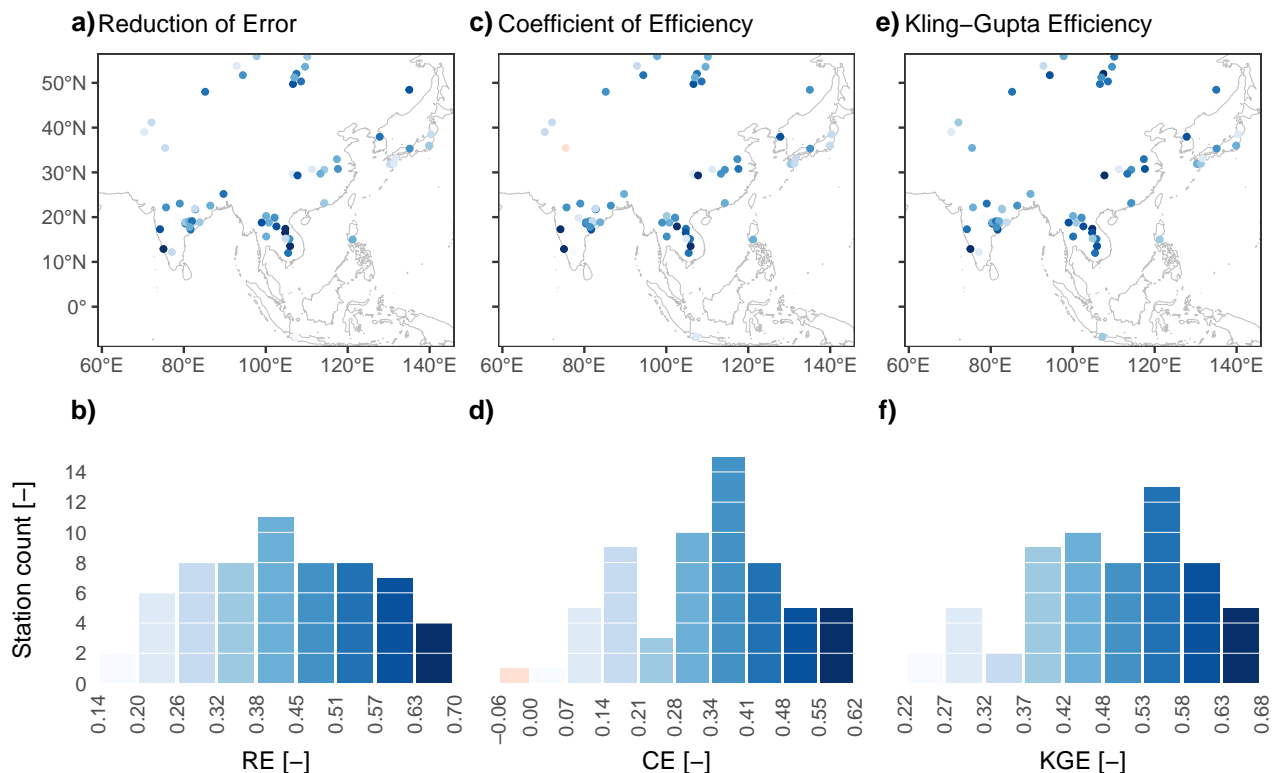 a) Reduction of Error
c) Coefficient of Efficiency
e) Kling−Gupta Efficiency
50°N
40°N
30°N
20°N
10°N
0°
60°E 80°E 100°E 120°E 140°E
60°E 80°E 100°E 120°E 140°E
60°E 80°E 100°E 120°E 140°E
b)
d)
f)
Station count [−]
14
12
10
8
6
4
2
0
0.14 0.20 0.26 0.32 0.38 0.45 0.51 0.57 0.63 0.70
−0.06 0.00 0.07 0.14 0.21 0.28 0.34 0.41 0.48 0.55 0.62
0.22 0.27 0.32 0.37 0.42 0.48 0.53 0.58 0.63 0.68
RE [−]
CE [−]
KGE [−]